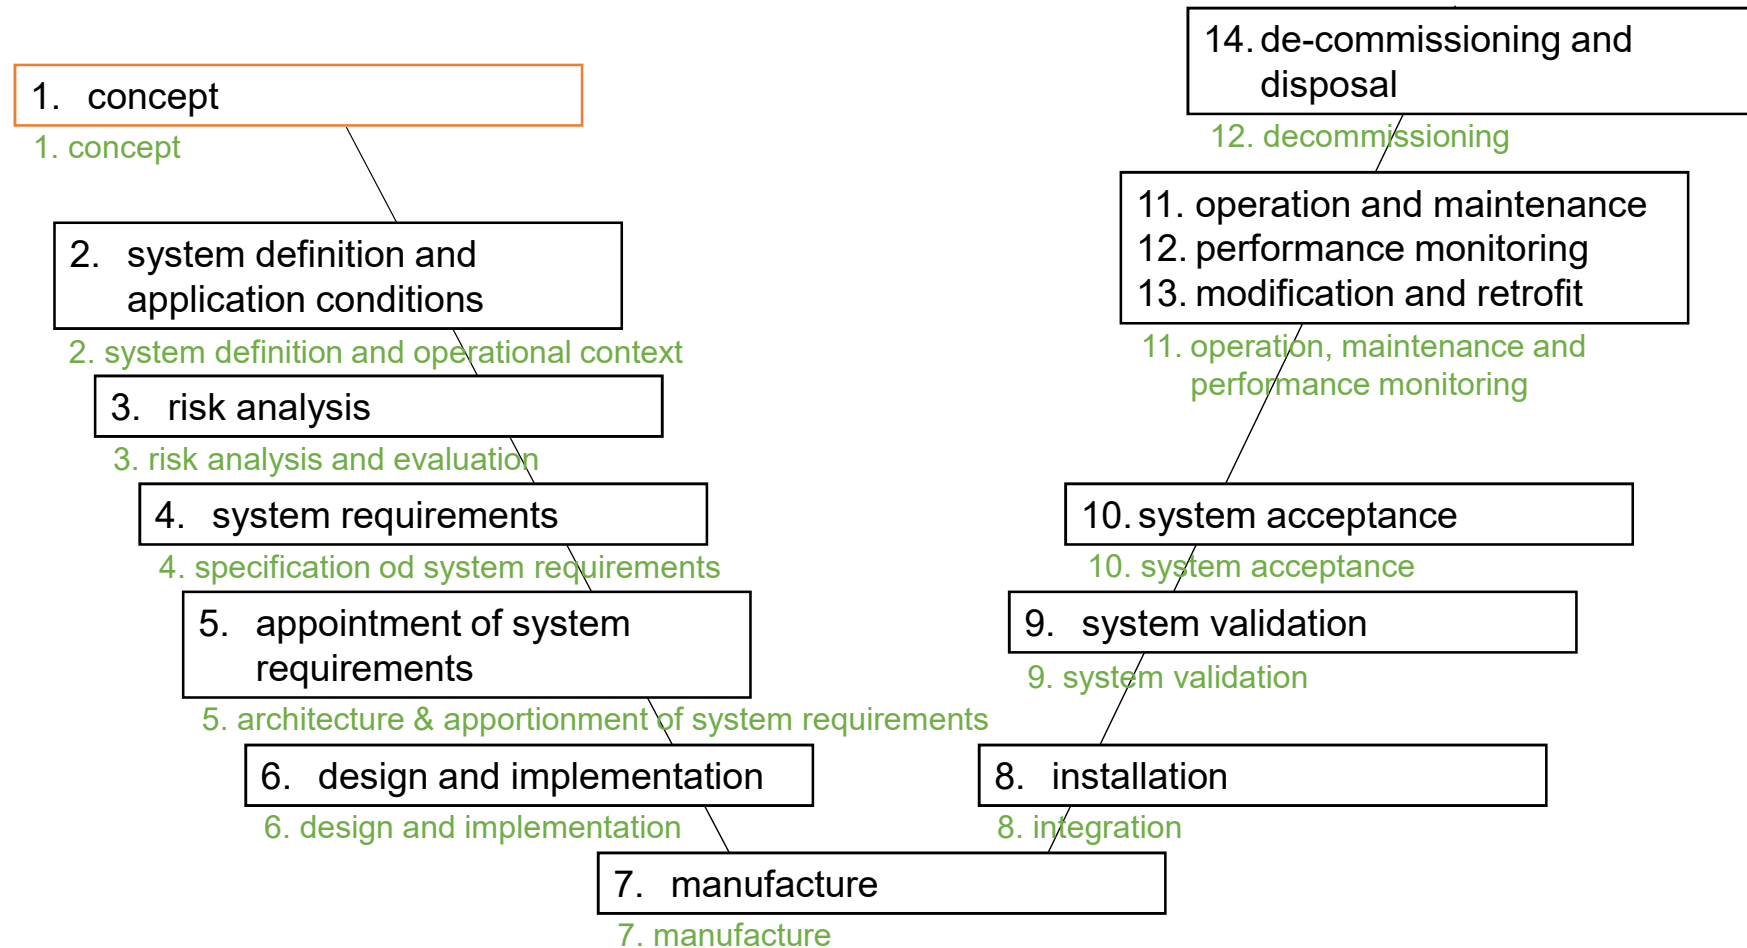 1. concept
1. concept
2. system definition and
application conditions
2. system definition and operational context
3. risk analysis
3. risk analysis and evaluation
4. system requirements
4. specification od system requirements
5. appointment of system
requirements
5. architecture & apportionment of system requirements
6. design and implementation
6. design and implementation
7. manufacture
7. manufacture
8. installation
8. integration
9. system validation
9. system validation
10. system acceptance
10. system acceptance
11. operation and maintenance
12. performance monitoring
13. modification and retrofit
11. operation, maintenance and
performance monitoring
14. de-commissioning and
disposal
12. decommissioning